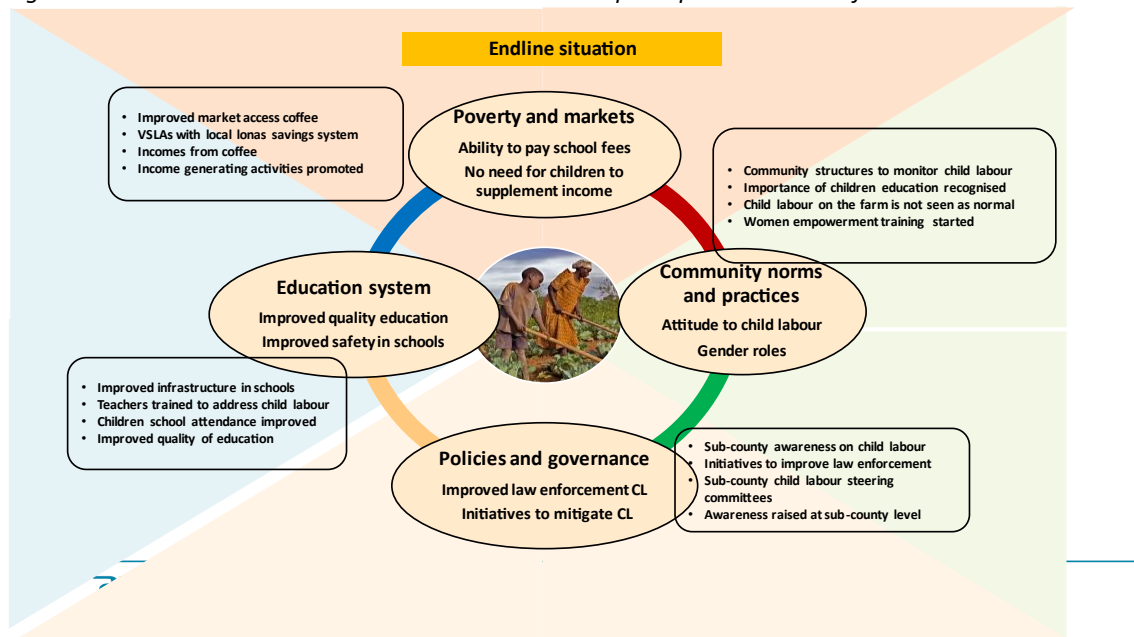 Endline situation
• Improved market access coffee
• VSLAs with local lonas savings system
• Incomes from coffee
• Income generating activities promoted
Poverty and markets
Ability to pay school fees
No need for children to
supplement income
• Community structures to monitor child labour
• Importance of children education recognised
• Child labour on the farm is not seen as normal
• Women empowerment training started
Education system
Improved quality education
Improved safety in schools
Community norms
and practices
Attitude to child labour
Gender roles
• Improved infrastructure in schools
• Teachers trained to address child labour
• Children school attendance improved
• Improved quality of education
Policies and governance
Improved law enforcement CL
Initiatives to mitigate CL
• Sub-county awareness on child labour
• Initiatives to improve law enforcement
• Sub-county child labour steering
committees
• Awareness raised at sub-county level